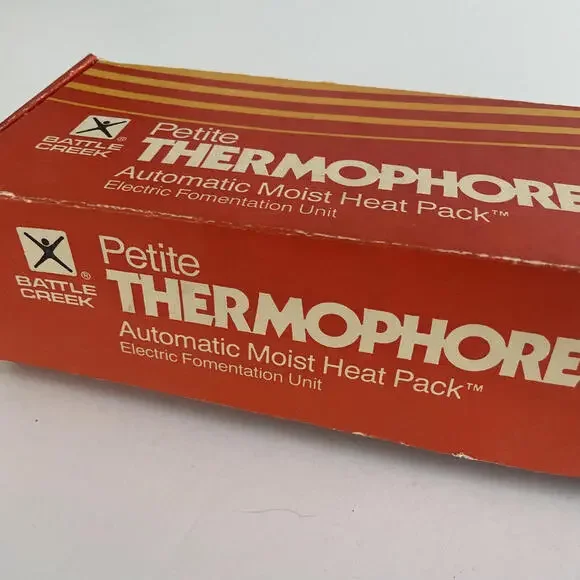 BATTLE
CREEK®
Petite
THERMOPHORE
Automatic Moist Heat Pack™
Electric Fomentation Unit
BATTLE
CREEK®
Petite
THERMOPHORE
Automatic Moist Heat Pack™
Electric Fomentation Unit